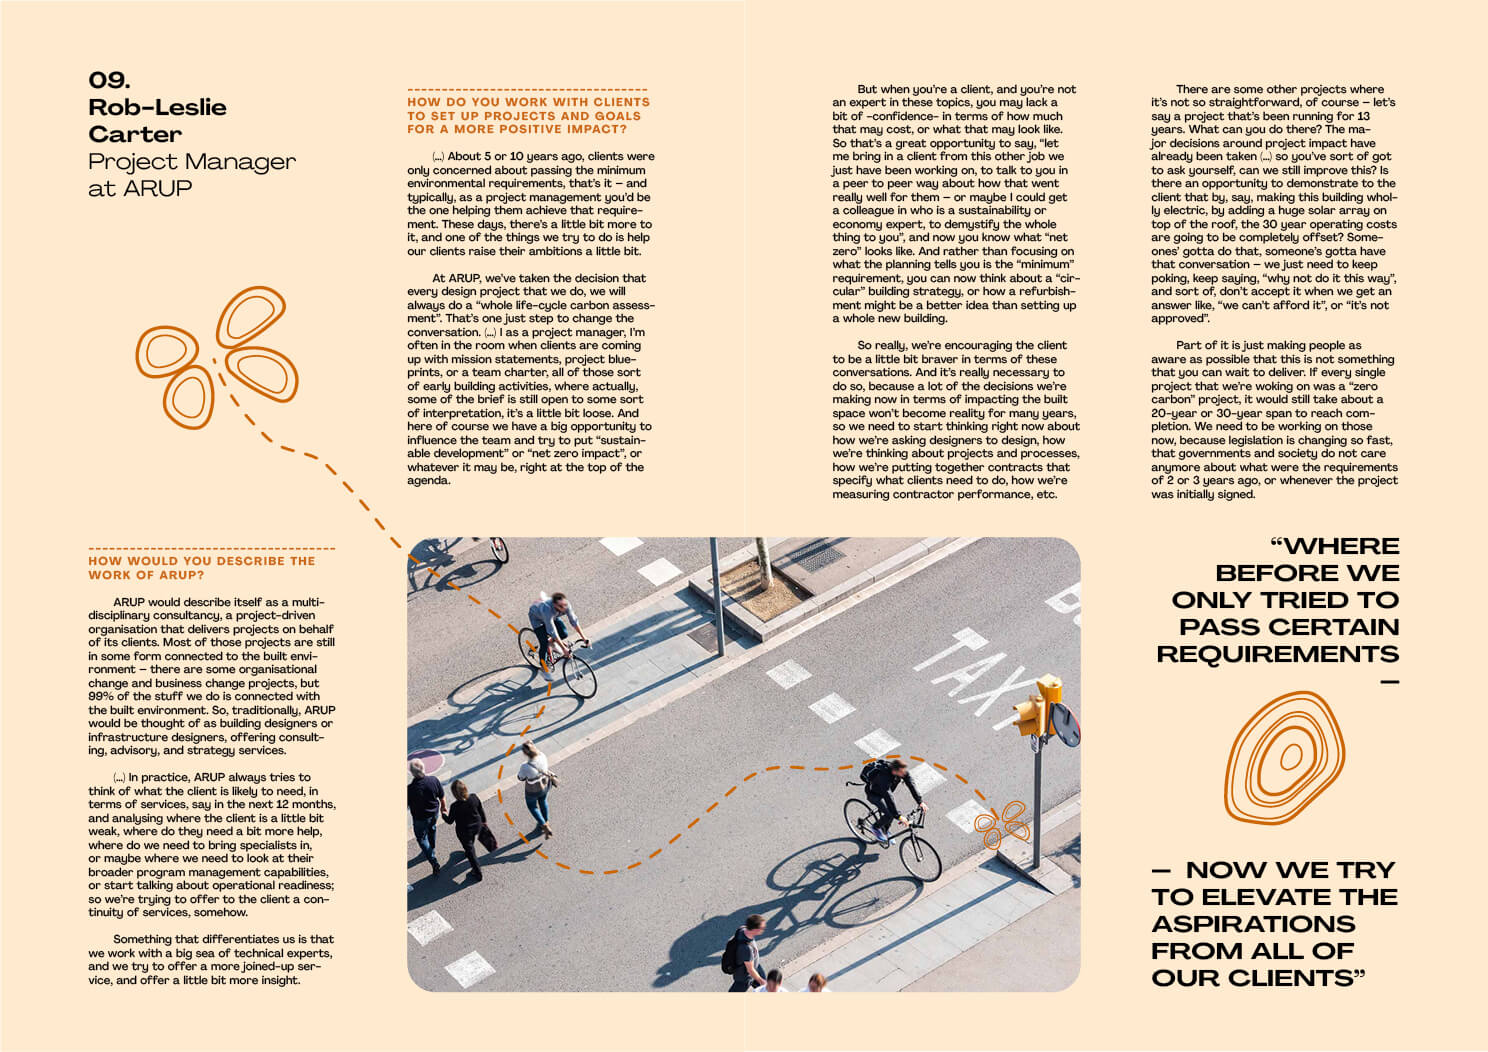 09.
Rob-Leslie
Carter
Project Manager
at ARUP
HOW WOULD YOU DESCRIBE THE
WORK OF ARUP?
ARUP would describe itself as a multi-
disciplinary consultancy, a project-driven
organisation that delivers projects on behalf
of its clients. Most of those projects are still
in some form connected to the built envi-
ronment – there are some organisational
change and business change projects, but
99% of the stuff we do is connected with
the built environment. So, traditionally, ARUP
would be thought of as building designers or
infrastructure designers, offering consult-
ing, advisory, and strategy services.
(...) In practice, ARUP always tries to
think of what the client is likely to need, in
terms of services, say in the next 12 months,
and analysing where the client is a little bit
weak, where do they need a bit more help,
where do we need to bring specialists in,
or maybe where we need to look at their
broader program management capabilities,
or start talking about operational readiness;
so we're trying to offer to the client a con-
tinuity of services, somehow.
Something that differentiates us is that
we work with a big sea of technical experts,
and we try to offer a more joined-up ser-
vice, and offer a little bit more insight.
HOW DO YOU WORK WITH CLIENTS
TO SET UP PROJECTS AND GOALS
FOR A MORE POSITIVE IMPACT?
(...) About 5 or 10 years ago, clients were
only concerned about passing the minimum
environmental requirements, that's it – and
typically, as a project management you'd be
the one helping them achieve that require-
ment. These days, there's a little bit more to
it, and one of the things we try to do is help
our clients raise their ambitions a little bit.
At ARUP, we've taken the decision that
every design project that we do, we will
always do a “whole life-cycle carbon assess-
ment”. That's one just step to change the
conversation. (...) I as a project manager, I'm
often in the room when clients are coming
up with mission statements, project blue-
prints, or a team charter, all of those sort
of early building activities, where actually,
some of the brief is still open to some sort
of interpretation, it's a little bit loose. And
here of course we have a big opportunity to
influence the team and try to put “sustain-
able development” or “net zero impact”, or
whatever it may be, right at the top of the
agenda.
But when you're a client, and you're not
an expert in these topics, you may lack a
bit of -confidence- in terms of how much
that may cost, or what that may look like.
So that's a great opportunity to say, “let
me bring in a client from this other job we
just have been working on, to talk to you in
a peer to peer way about how that went
really well for them – or maybe I could get
a colleague in who is a sustainability or
economy expert, to demystify the whole
thing to you”, and now you know what “net
zero” looks like. And rather than focusing on
what the planning tells you is the “minimum”
requirement, you can now think about a “cir-
cular” building strategy, or how a refurbish-
ment might be a better idea than setting up
a whole new building.
So really, we're encouraging the client
to be a little bit braver in terms of these
conversations. And it's really necessary to
do so, because a lot of the decisions we're
making now in terms of impacting the built
space won't become reality for many years,
so we need to start thinking right now about
how we're asking designers to design, how
we're thinking about projects and processes,
how we're putting together contracts that
specify what clients need to do, how we're
measuring contractor performance, etc.
There are some other projects where
it's not so straightforward, of course – let's
say a project that's been running for 13
years. What can you do there? The ma-
jor decisions around project impact have
already been taken (...) so you've sort of got
to ask yourself, can we still improve this? Is
there an opportunity to demonstrate to the
client that by, say, making this building whol-
ly electric, by adding a huge solar array on
top of the roof, the 30 year operating costs
are going to be completely offset? Some-
ones' gotta do that, someone's gotta have
that conversation – we just need to keep
poking, keep saying, “why not do it this way”,
and sort of, don't accept it when we get an
answer like, “we can't afford it”, or “it's not
approved”.
Part of it is just making people as
aware as possible that this is not something
that you can wait to deliver. If every single
project that we're woking on was a “zero
carbon” project, it would still take about a
20-year or 30-year span to reach com-
pletion. We need to be working on those
now, because legislation is changing so fast,
that governments and society do not care
anymore about what were the requirements
of 2 or 3 years ago, or whenever the project
was initially signed.
“WHERE
BEFORE WE
ONLY TRIED TO
PASS CERTAIN
REQUIREMENTS
–
– NOW WE TRY
TO ELEVATE THE
ASPIRATIONS
FROM ALL OF
OUR CLIENTS”
TAXI